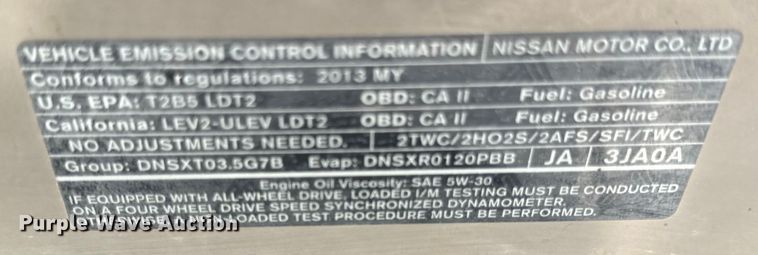 VEHICLE EMISSION CONTROL INFORMATION NISSAN MOTOR CO., LTD
Conforms to regulations: 2013 MY
U.S. EPA: T2B5 LDT2 OBD: CA II Fuel: Gasoline
California: LEV2-ULEV LDT2 OBD: CA II Fuel: Gasoline
NO ADJUSTMENTS NEEDED. 2TWC/2HO2S/2AFS/SFI/TWC
Group: DNSXT03.5G7B Evap: DNSXR0120PBB JA 3JA0A
Engine Oil Viscosity: SAE 5W-30
IF EQUIPPED WITH ALL-WHEEL DRIVE, LOADED I/M TESTING MUST BE CONDUCTED
ON A FOUR WHEEL DRIVE SPEED SYNCHRONIZED DYNAMOMETER.
NON-LOADED TEST PROCEDURE MUST BE PERFORMED.
Purple Wave Auction